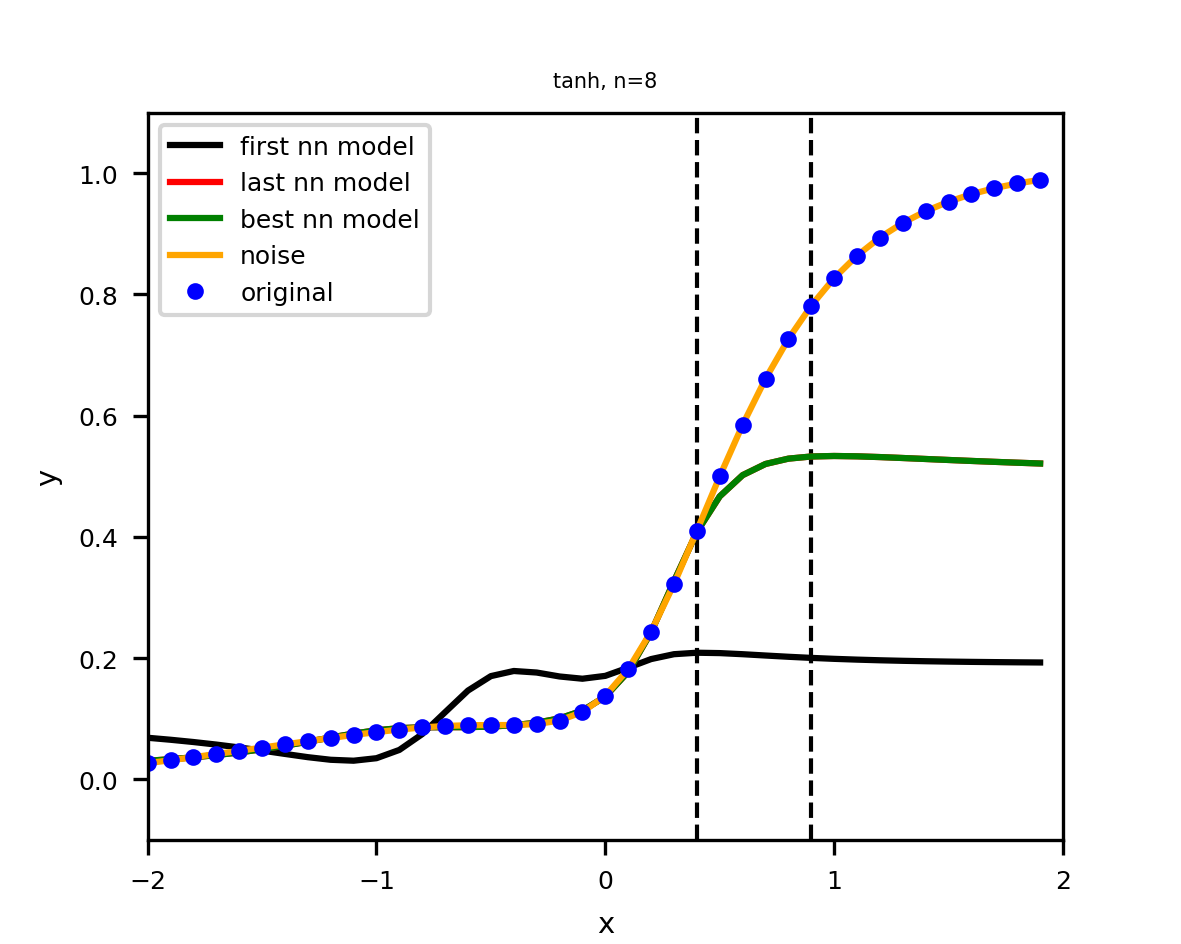 tanh, n=8
first nn model
last nn model
best nn model
noise
original
1.0
0.8
0.6
0.4
0.2
0.0
y
−2
−1
0
1
2
x